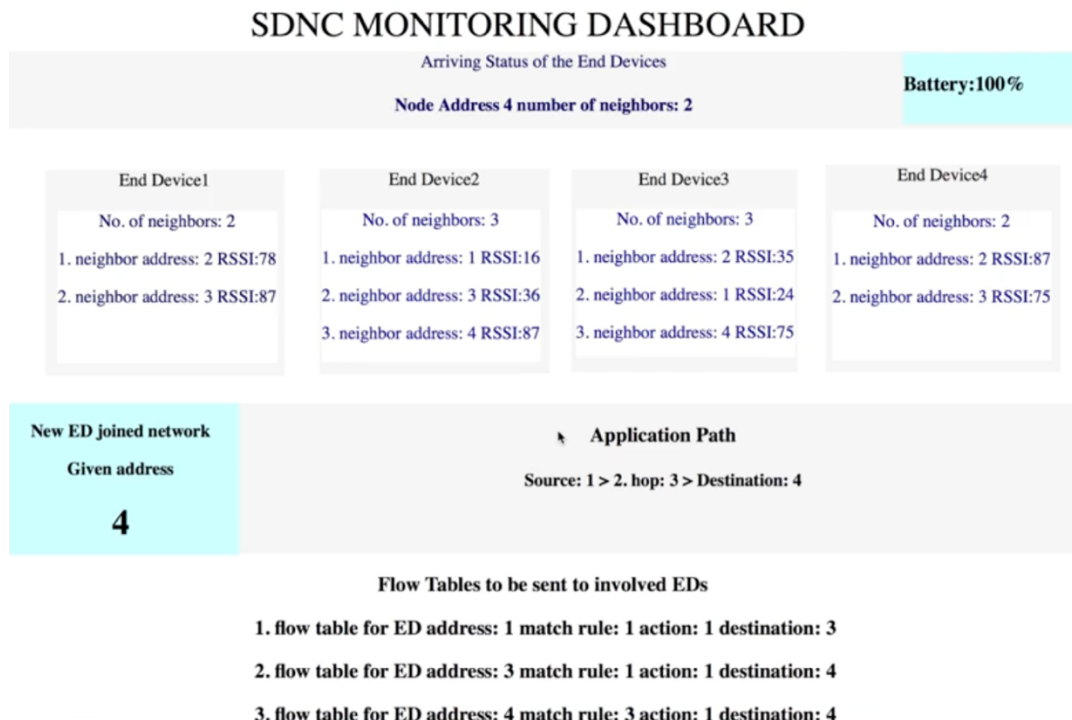 SDNC MONITORING DASHBOARD
Arriving Status of the End Devices
Node Address 4 number of neighbors: 2
Battery:100%
End Device1
No. of neighbors: 2
1. neighbor address: 2 RSSI:78
2. neighbor address: 3 RSSI:87
End Device2
No. of neighbors: 3
1. neighbor address: 1 RSSI:16
2. neighbor address: 3 RSSI:36
3. neighbor address: 4 RSSI:87
End Device3
No. of neighbors: 3
1. neighbor address: 2 RSSI:35
2. neighbor address: 1 RSSI:24
3. neighbor address: 4 RSSI:75
End Device4
No. of neighbors: 2
1. neighbor address: 2 RSSI:87
2. neighbor address: 3 RSSI:75
New ED joined network
Given address
4
Application Path
Source: 1 > 2. hop: 3 > Destination: 4
Flow Tables to be sent to involved EDs
1. flow table for ED address: 1 match rule: 1 action: 1 destination: 3
2. flow table for ED address: 3 match rule: 1 action: 1 destination: 4
3. flow table for ED address: 4 match rule: 3 action: 1 destination: 4